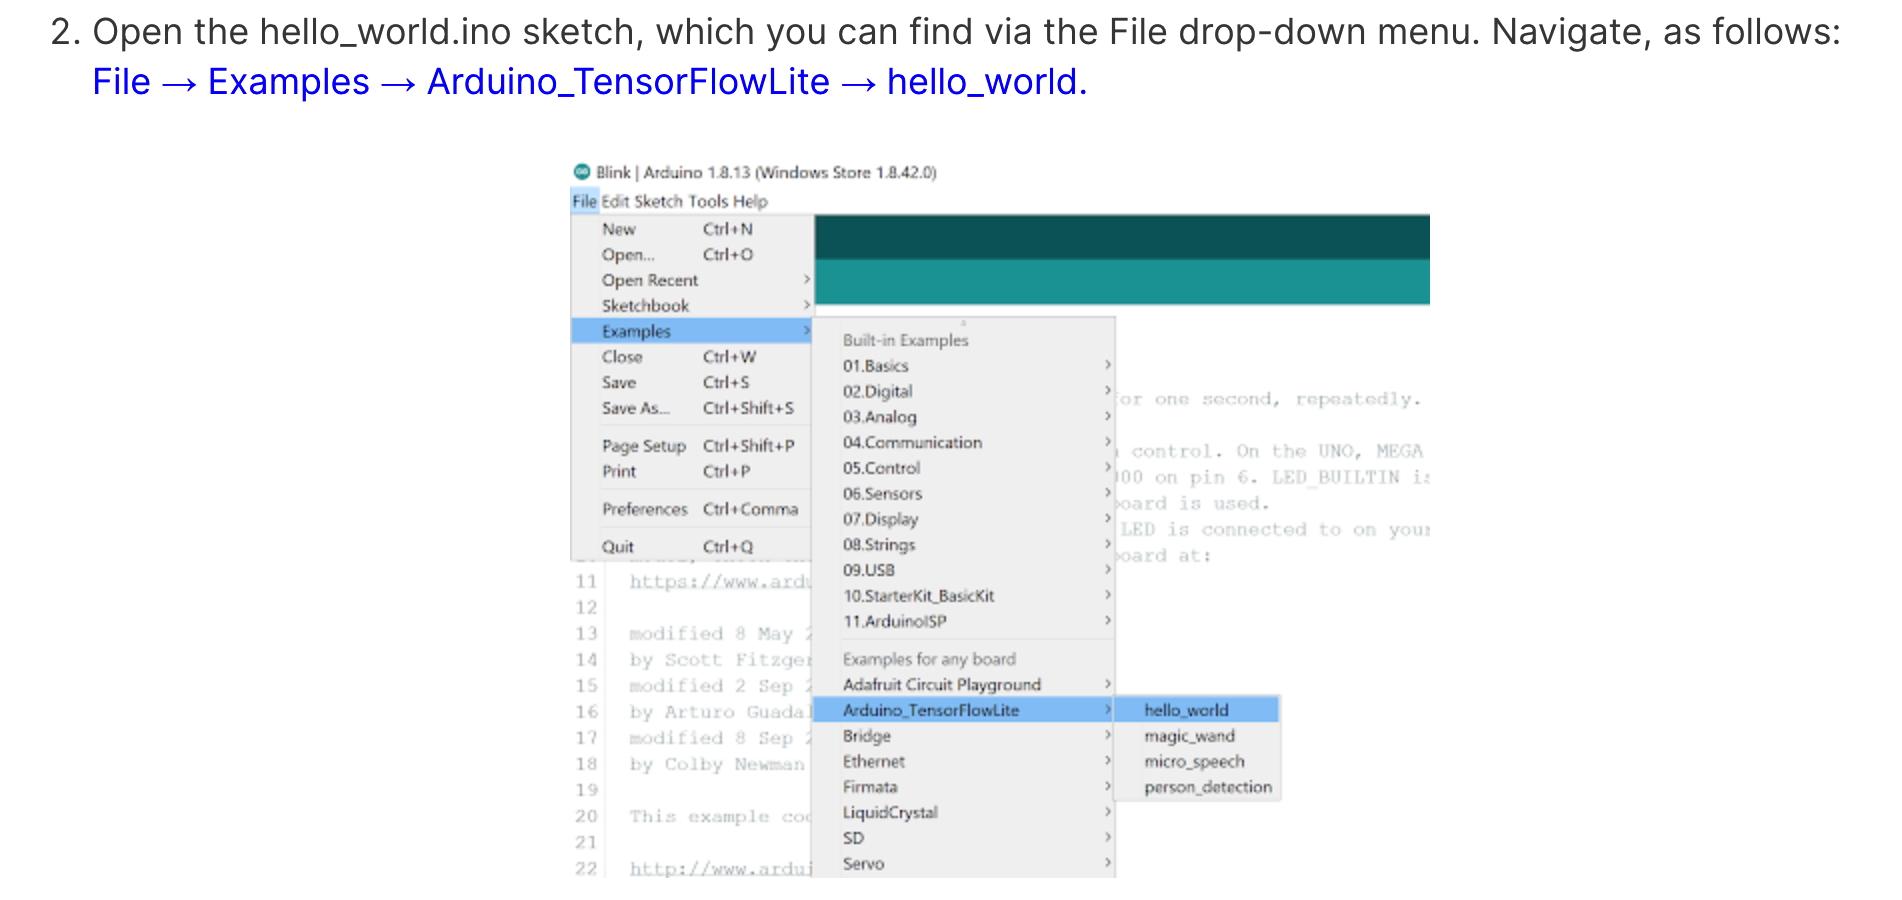 2. Open the hello_world.ino sketch, which you can find via the File drop-down menu. Navigate, as follows:
File → Examples → Arduino_TensorFlowLite → hello_world.
Blink | Arduino 1.8.13 (Windows Store 1.8.42.0)
File Edit Sketch Tools Help
New Ctrl+N
Open... Ctrl+O
Open Recent >
Sketchbook >
Examples >
Close Ctrl+W
Save Ctrl+S
Save As... Ctrl+Shift+S
Page Setup Ctrl+Shift+P
Print Ctrl+P
Preferences Ctrl+Comma
Quit Ctrl+Q
Built-in Examples
01.Basics >
02.Digital >
03.Analog >
04.Communication >
05.Control >
06.Sensors >
07.Display >
08.Strings >
09.USB >
10.StarterKit_BasicKit >
11.ArduinoISP >
Examples for any board
Adafruit Circuit Playground >
Arduino_TensorFlowLite >
Bridge >
Ethernet >
Firmata >
LiquidCrystal >
SD >
Servo >
hello_world
magic_wand
micro_speech
person_detection
or one second, repeatedly.
control. On the UNO, MEGA
00 on pin 6. LED_BUILTIN is
oard is used.
LED is connected to on your
oard at:
11 https://www.ardu
12
13 modified 8 May 2
14 by Scott Fitzger
15 modified 2 Sep 2
16 by Arturo Guadal
17 modified 8 Sep 2
18 by Colby Newman
19
20 This example cod
21
22 http://www.ardui